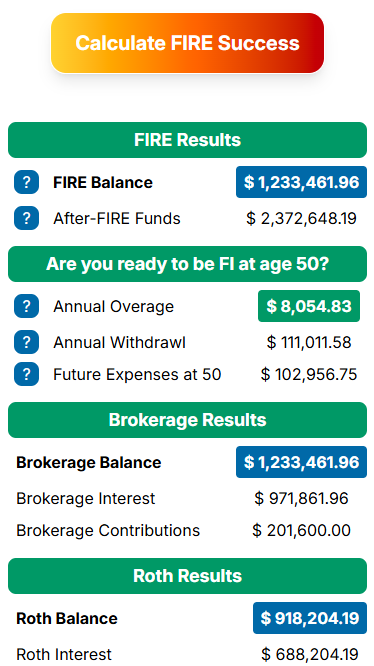 Calculate FIRE Success
FIRE Results
? FIRE Balance $ 1,233,461.96
? After-FIRE Funds $ 2,372,648.19
Are you ready to be FI at age 50?
? Annual Overage $ 8,054.83
? Annual Withdrawl $ 111,011.58
? Future Expenses at 50 $ 102,956.75
Brokerage Results
Brokerage Balance $ 1,233,461.96
Brokerage Interest $ 971,861.96
Brokerage Contributions $ 201,600.00
Roth Results
Roth Balance $ 918,204.19
Roth Interest $ 688,204.19